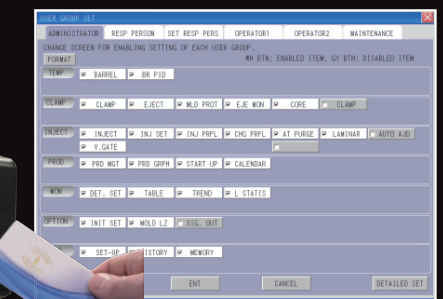 USER GROUP SET
ADMINISTRATOR RESP PERSON SET RESP PERS OPERATOR1 OPERATOR2 MAINTENANCE
CHANGE SCREEN FOR ENABLING SETTING OF EACH USER GROUP.
FORMAT WH BTN: ENABLED ITEM, GY BTN: DISABLED ITEM
TEMP BARREL BR PID
CLAMP CLAMP EJECT MLD PROT EJE MON CORE CLAMP
INJECT INJECT INJ SET INJ PRFL CHG PRFL AT PURGE LAMINAR AUTO AJD
V.GATE
PROD PRD MGT PRD GRPH START UP CALENDAR
MON DET. SET TABLE TREND L STATIS
OPTION INIT SET MOLD LZ SIG. OUT
SET-UP HISTORY MEMORY
ENT CANCEL DETAILED SET